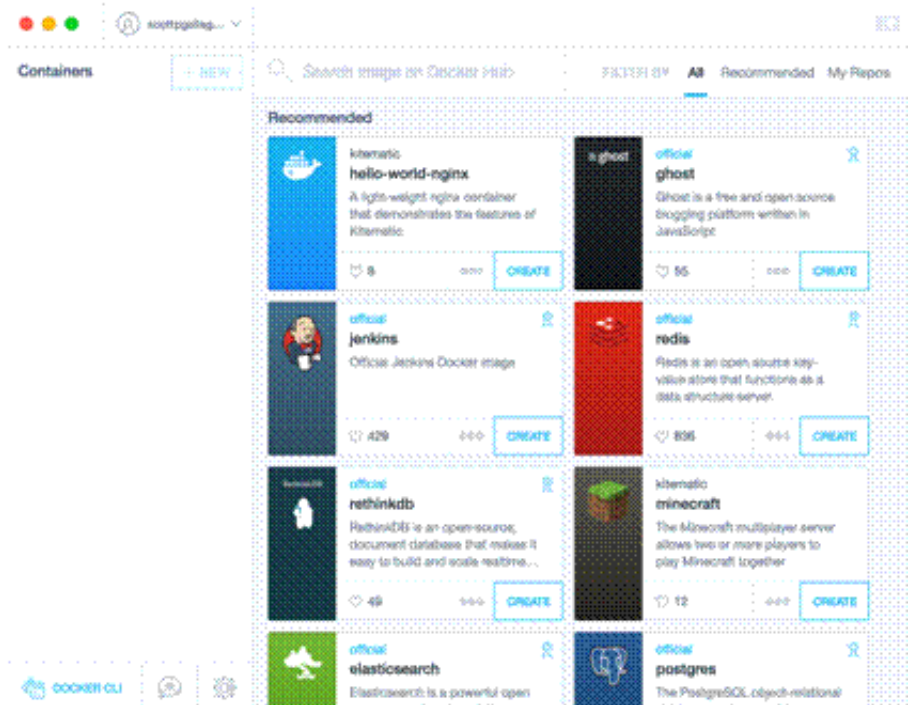 Containers
+ NEW
Search image on Docker Hub
FILTER BY All Recommended My Repos
Recommended
kitematic
hello-world-nginx
A light-weight nginx container
that demonstrates the features of
Kitematic
8
CREATE
ghost
official
ghost
Ghost is a free and open source
blogging platform written in
JavaScript
55
CREATE
official
jenkins
Official Jenkins Docker image
429
CREATE
official
redis
Redis is an open source key-
value store that functions as a
data structure server.
836
CREATE
official
rethinkdb
RethinkDB is an open-source,
document database that makes it
easy to build and scale realtime...
49
CREATE
kitematic
minecraft
The Minecraft multiplayer server
allows two or more players to
play Minecraft together
12
CREATE
official
elasticsearch
Elasticsearch is a powerful open
official
postgres
The PostgreSQL object-relational
DOCKER CLI